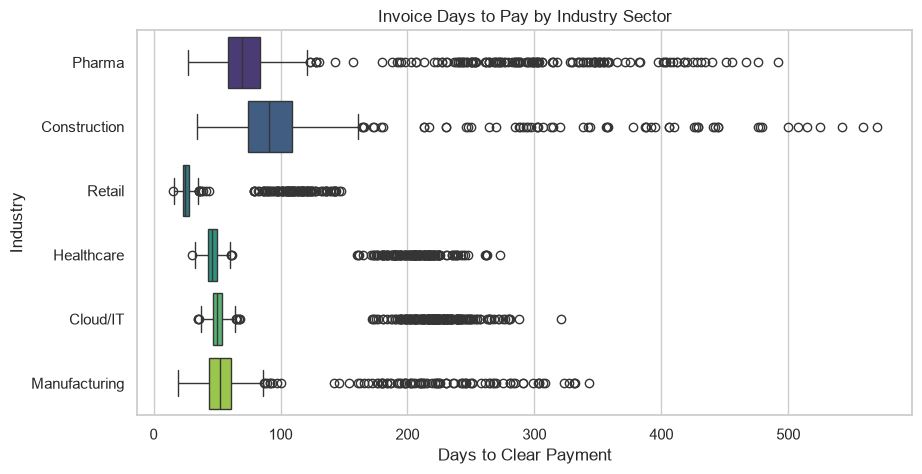 Invoice Days to Pay by Industry Sector
Industry
Pharma
Construction
Retail
Healthcare
Cloud/IT
Manufacturing
0 100 200 300 400 500
Days to Clear Payment